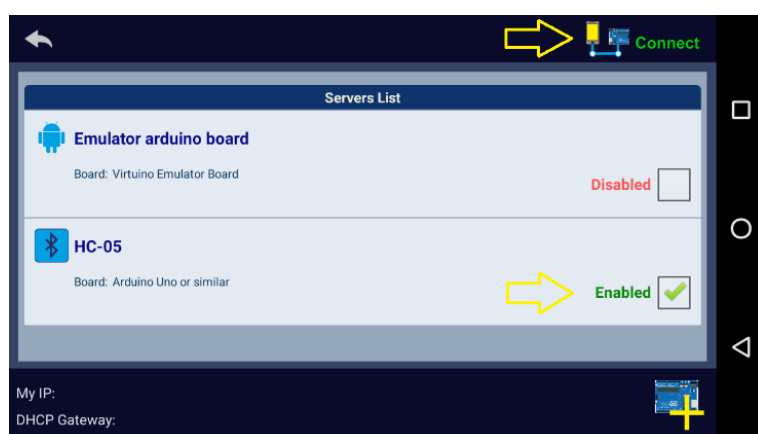 Connect
Servers List
Emulator arduino board
Board: Virtuino Emulator Board
Disabled
HC-05
Board: Arduino Uno or similar
Enabled
My IP:
DHCP Gateway: